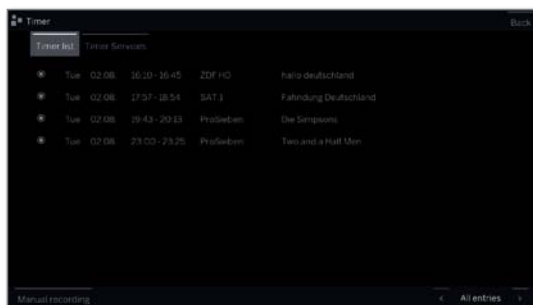 Timer Back
Timer list Timer Services
Tue 02.08. 16:10 - 16:45 ZDF HD hallo deutschland
Tue 02.08. 17:57 - 18:54 SAT.1 Fahndung Deutschland
Tue 02.08. 19:43 - 20:13 ProSieben Die Simpsons
Tue 02.08. 23:00 - 23:25 ProSieben Two and a Half Men
Manual recording < All entries >